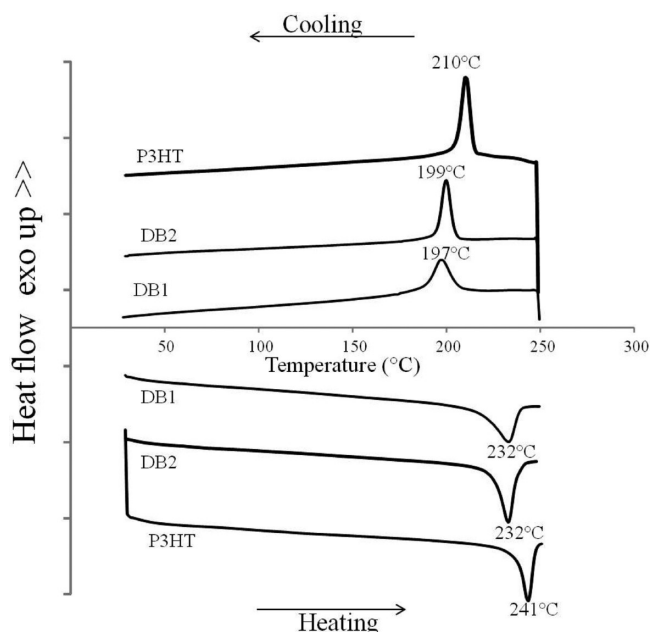 Cooling
210°C
P3HT
199°C
DB2
197°C
DB1
50 100 150 200 250 300
Temperature (°C)
Heat flow exo up >>
DB1
232°C
DB2
232°C
P3HT
241°C
Heating